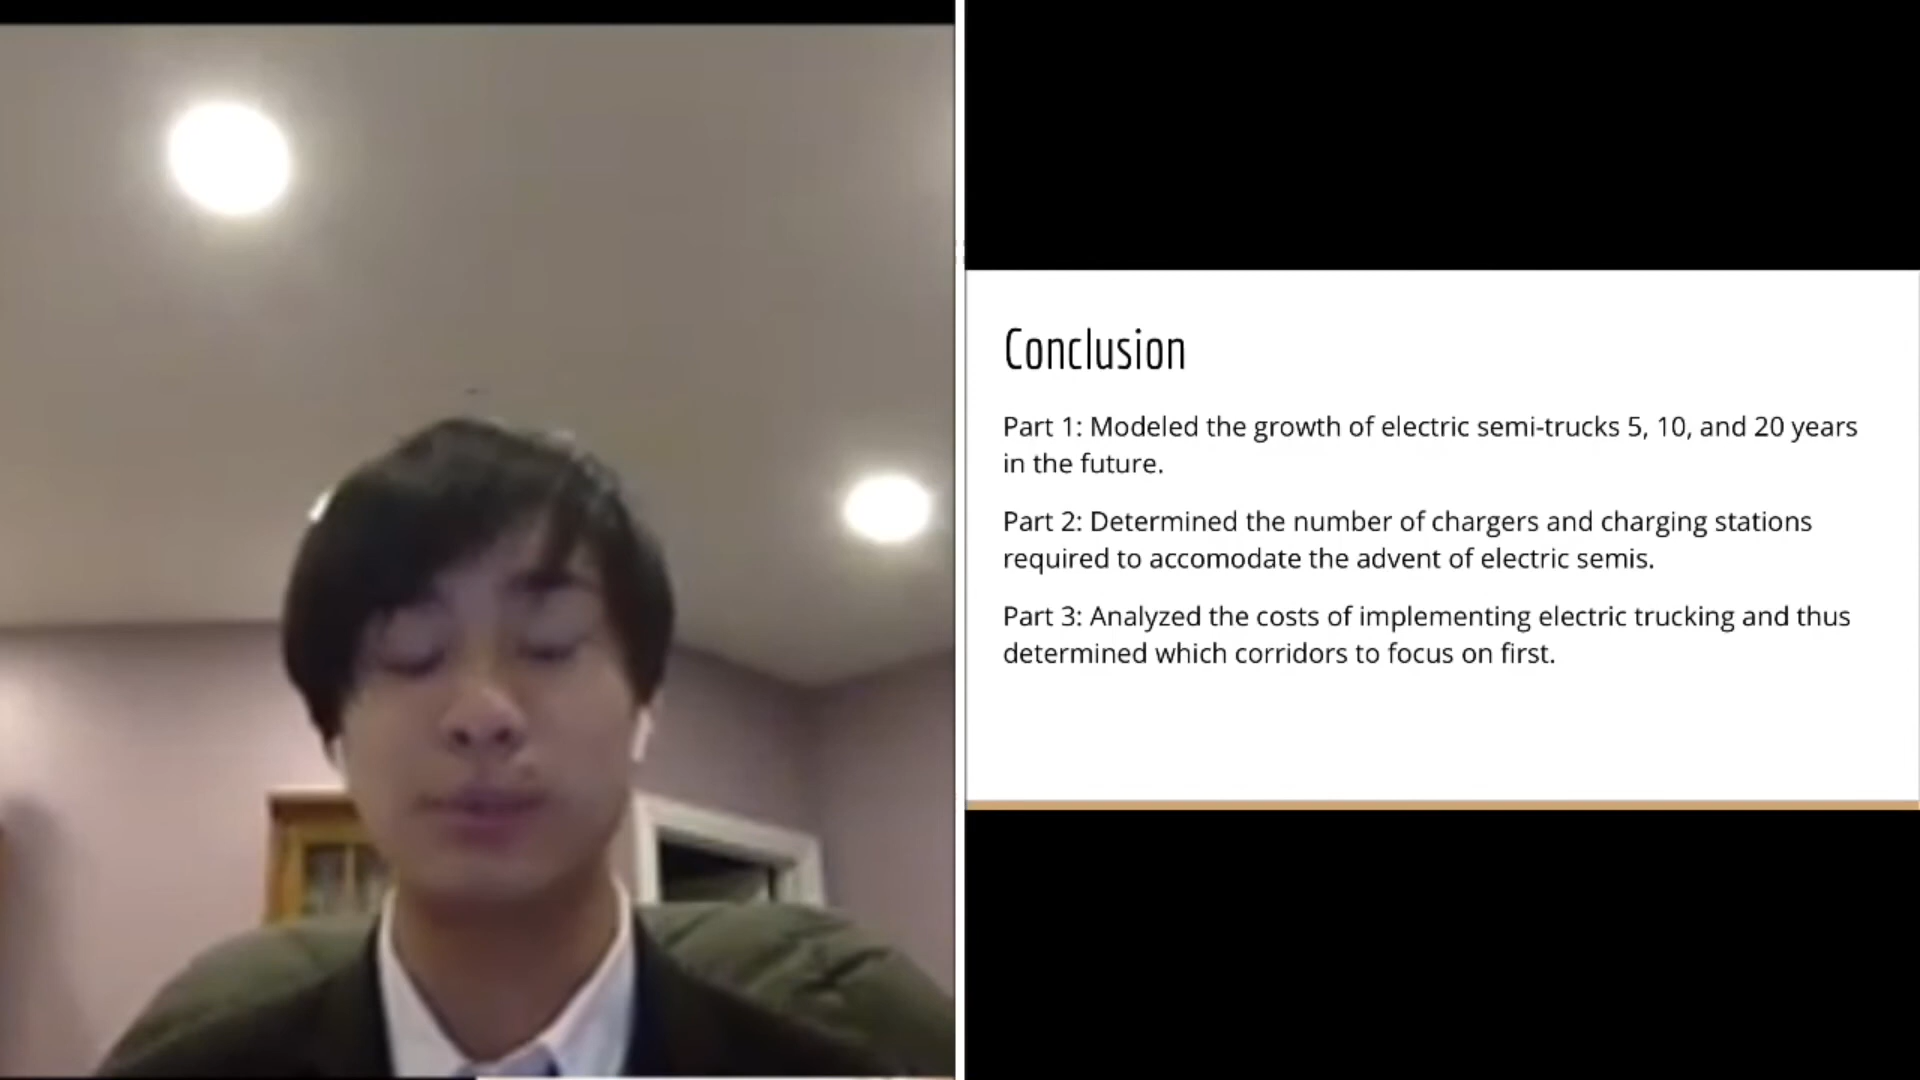 Conclusion
Part 1: Modeled the growth of electric semi-trucks 5, 10, and 20 years
in the future.
Part 2: Determined the number of chargers and charging stations
required to accomodate the advent of electric semis.
Part 3: Analyzed the costs of implementing electric trucking and thus
determined which corridors to focus on first.